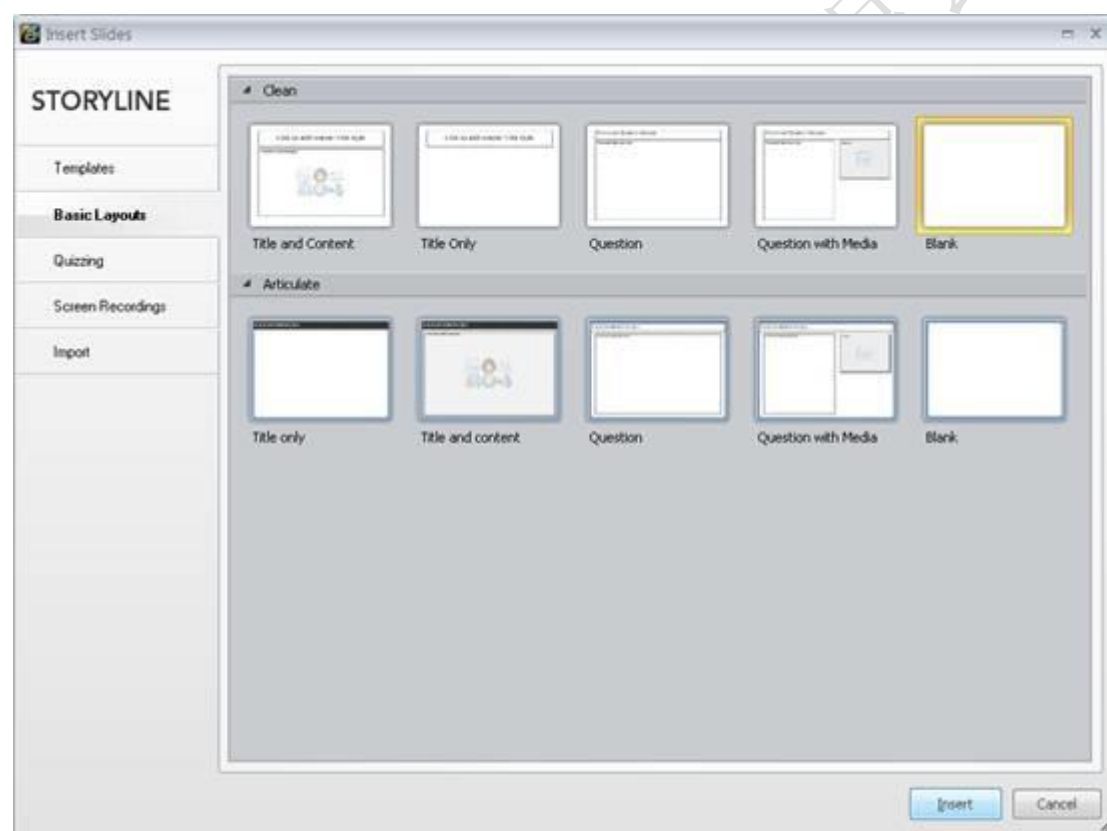 Insert Slides
STORYLINE
Templates
Basic Layouts
Quizzing
Screen Recordings
Import
Clean
Title and Content
Title Only
Question
Question with Media
Blank
Articulate
Title only
Title and content
Question
Question with Media
Blank
Insert
Cancel